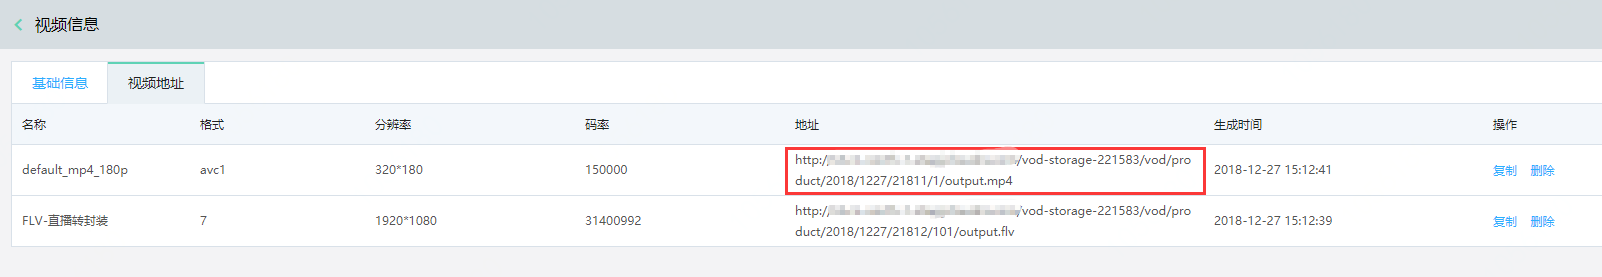 视频信息
基础信息 视频地址
名称 格式 分辨率 码率 地址 生成时间 操作
default_mp4_180p avc1 320*180 150000 http:/ /vod-storage-221583/vod/pro 2018-12-27 15:12:41 复制 删除
duct/2018/1227/21811/1/output.mp4
FLV-直播转封装 7 1920*1080 31400992 http:/ /vod-storage-221583/vod/pro 2018-12-27 15:12:39 复制 删除
duct/2018/1227/21812/101/output.flv